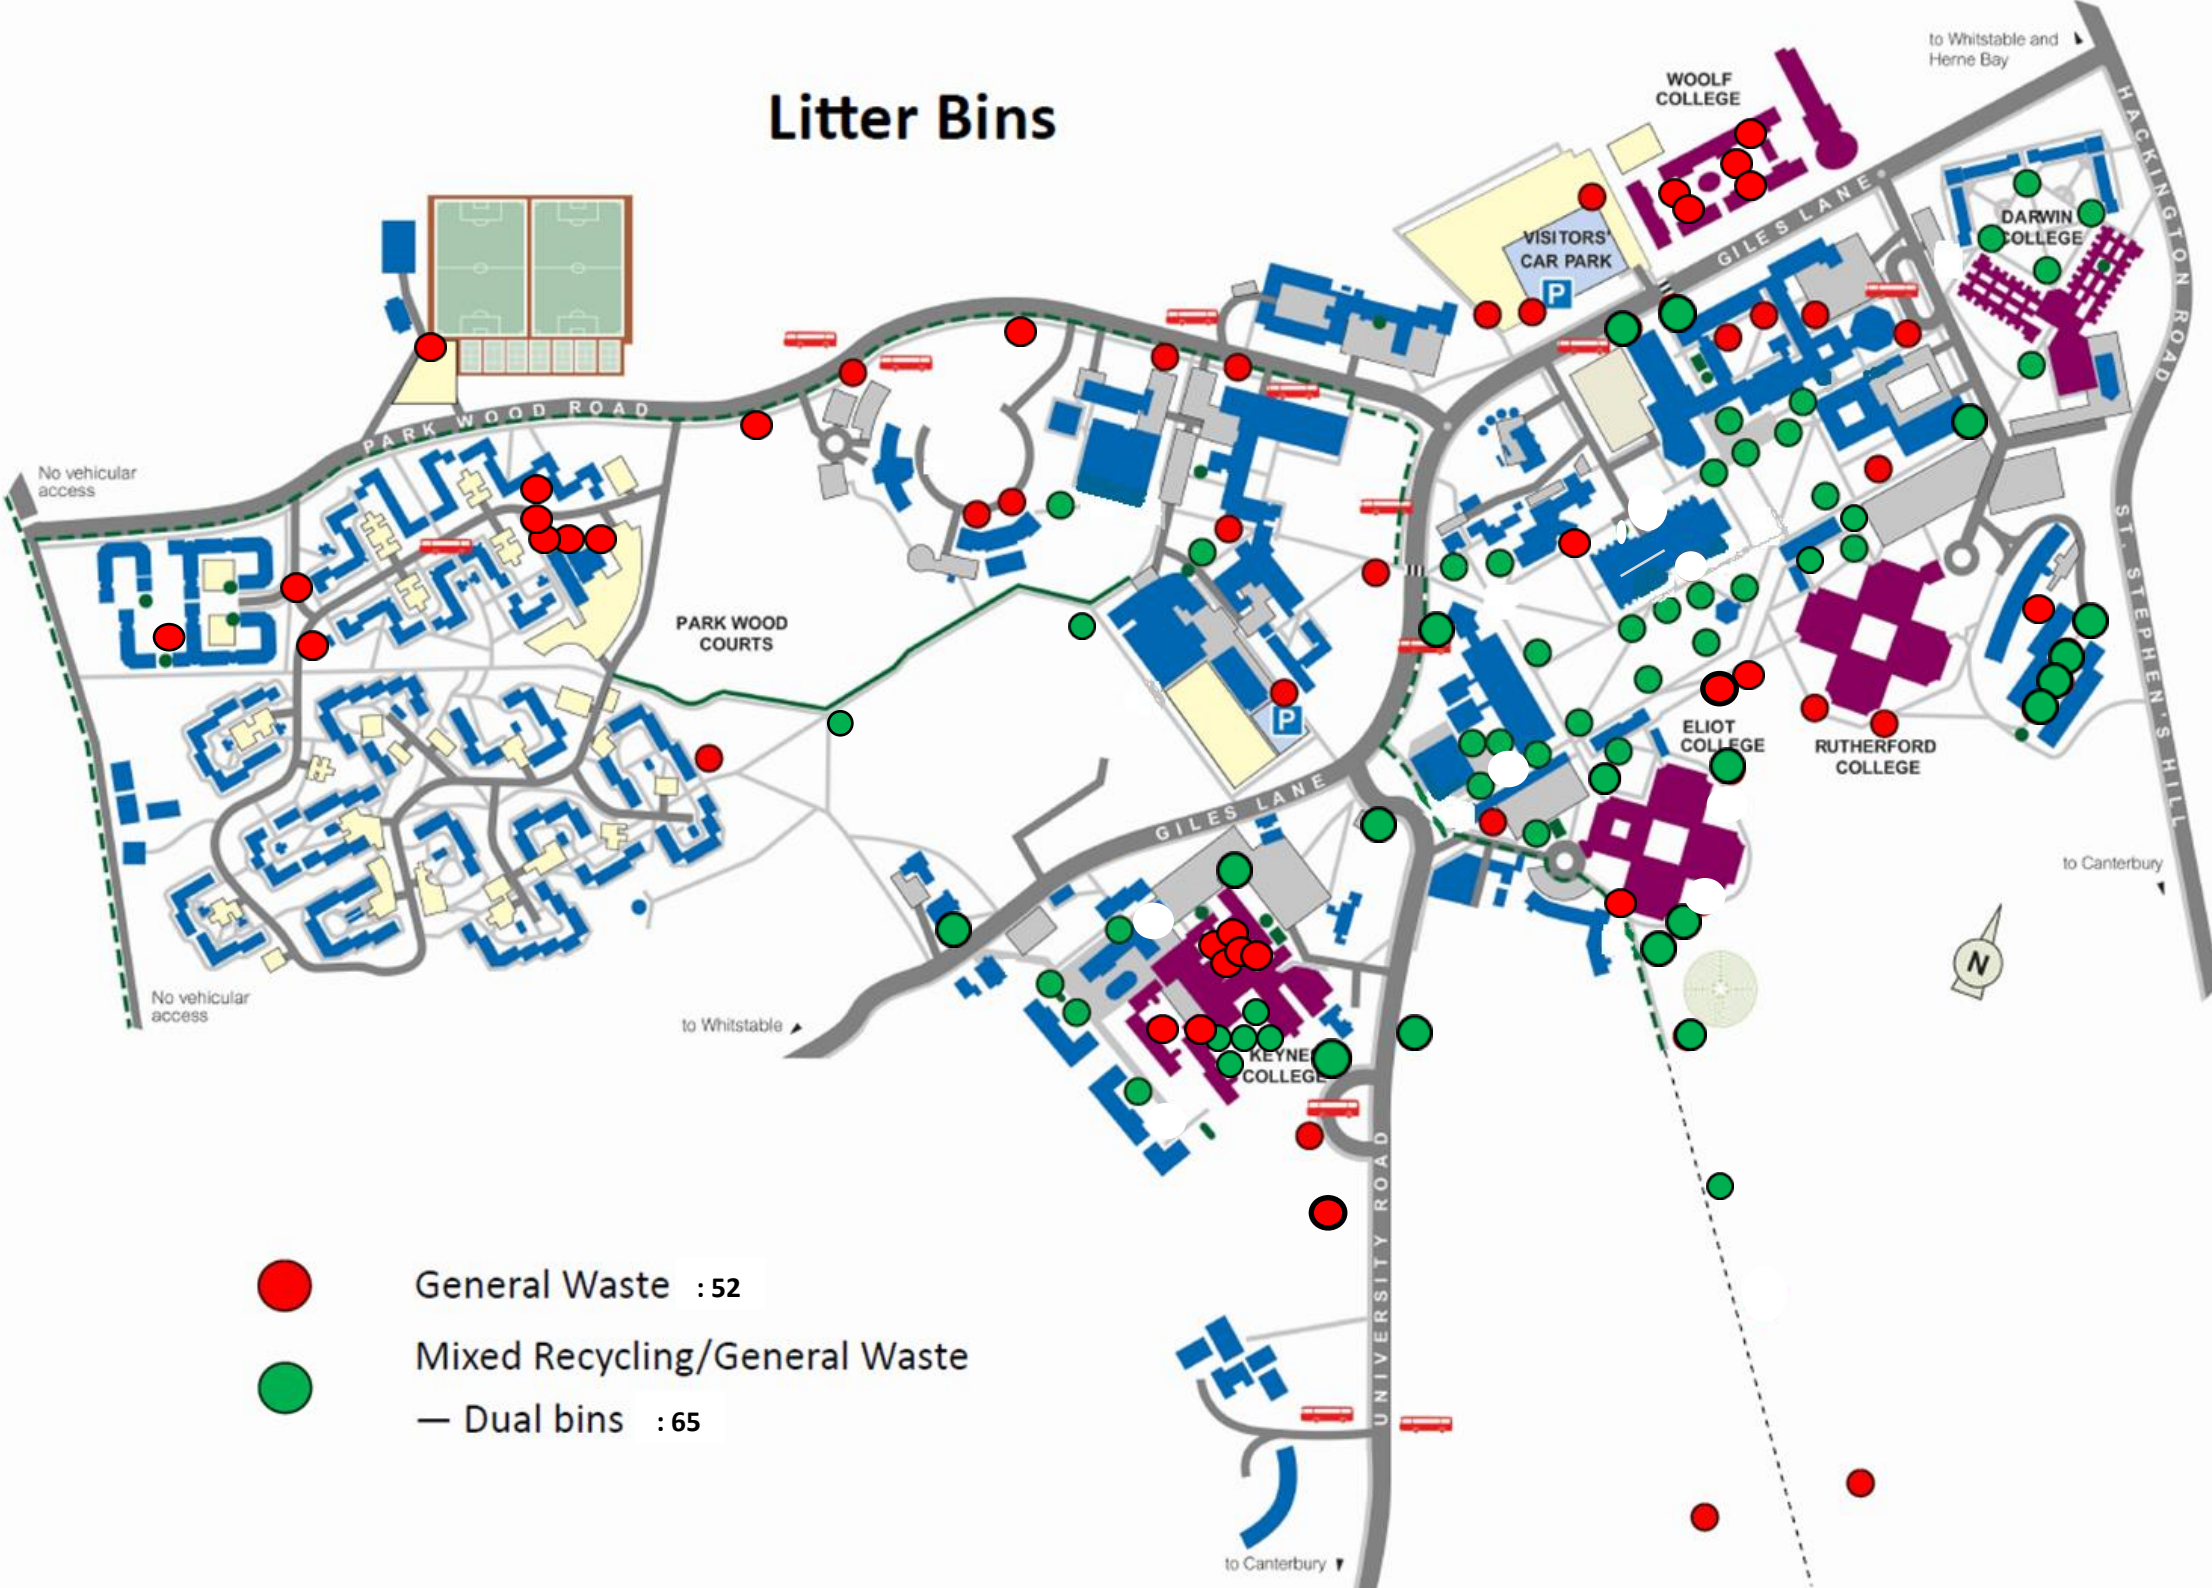 Litter Bins
to Whitstable and
Herne Bay
WOOLF
COLLEGE
HACKINGTON ROAD
GILES LANE
DARWIN
COLLEGE
VISITORS'
CAR PARK
P
PARK WOOD ROAD
No vehicular
access
PARK WOOD
COURTS
ST. STEPHEN'S HILL
P
ELIOT
COLLEGE
RUTHERFORD
COLLEGE
GILES LANE
to Canterbury
N
No vehicular
access
to Whitstable
KEYNE
COLLEGE
UNIVERSITY ROAD
General Waste : 52
Mixed Recycling/General Waste
— Dual bins : 65
to Canterbury